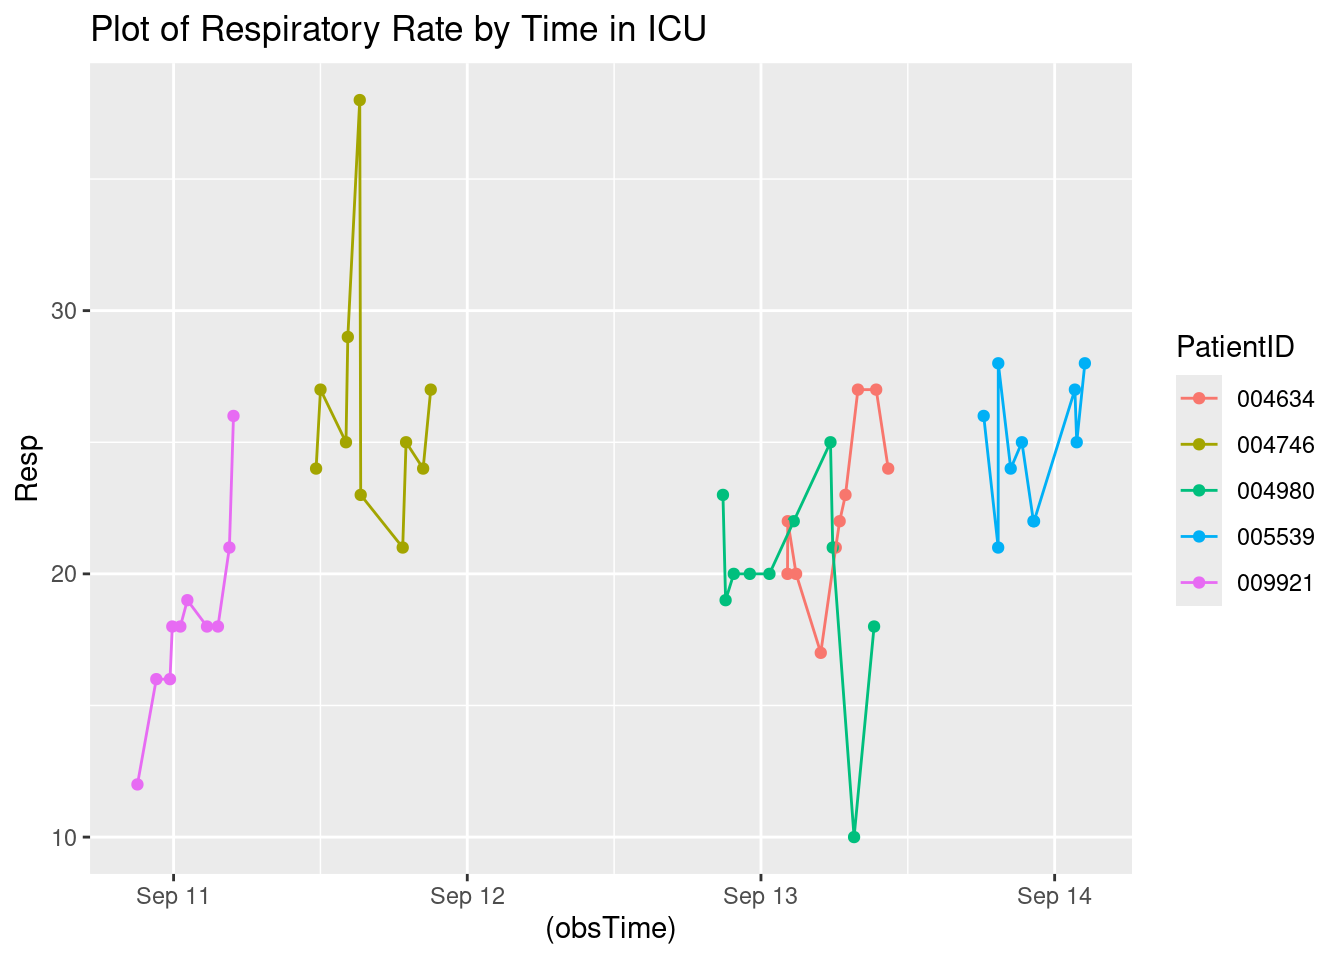 Plot of Respiratory Rate by Time in ICU
Resp
30
20
10
Sep 11
Sep 12
Sep 13
Sep 14
(obsTime)
PatientID
004634
004746
004980
005539
009921